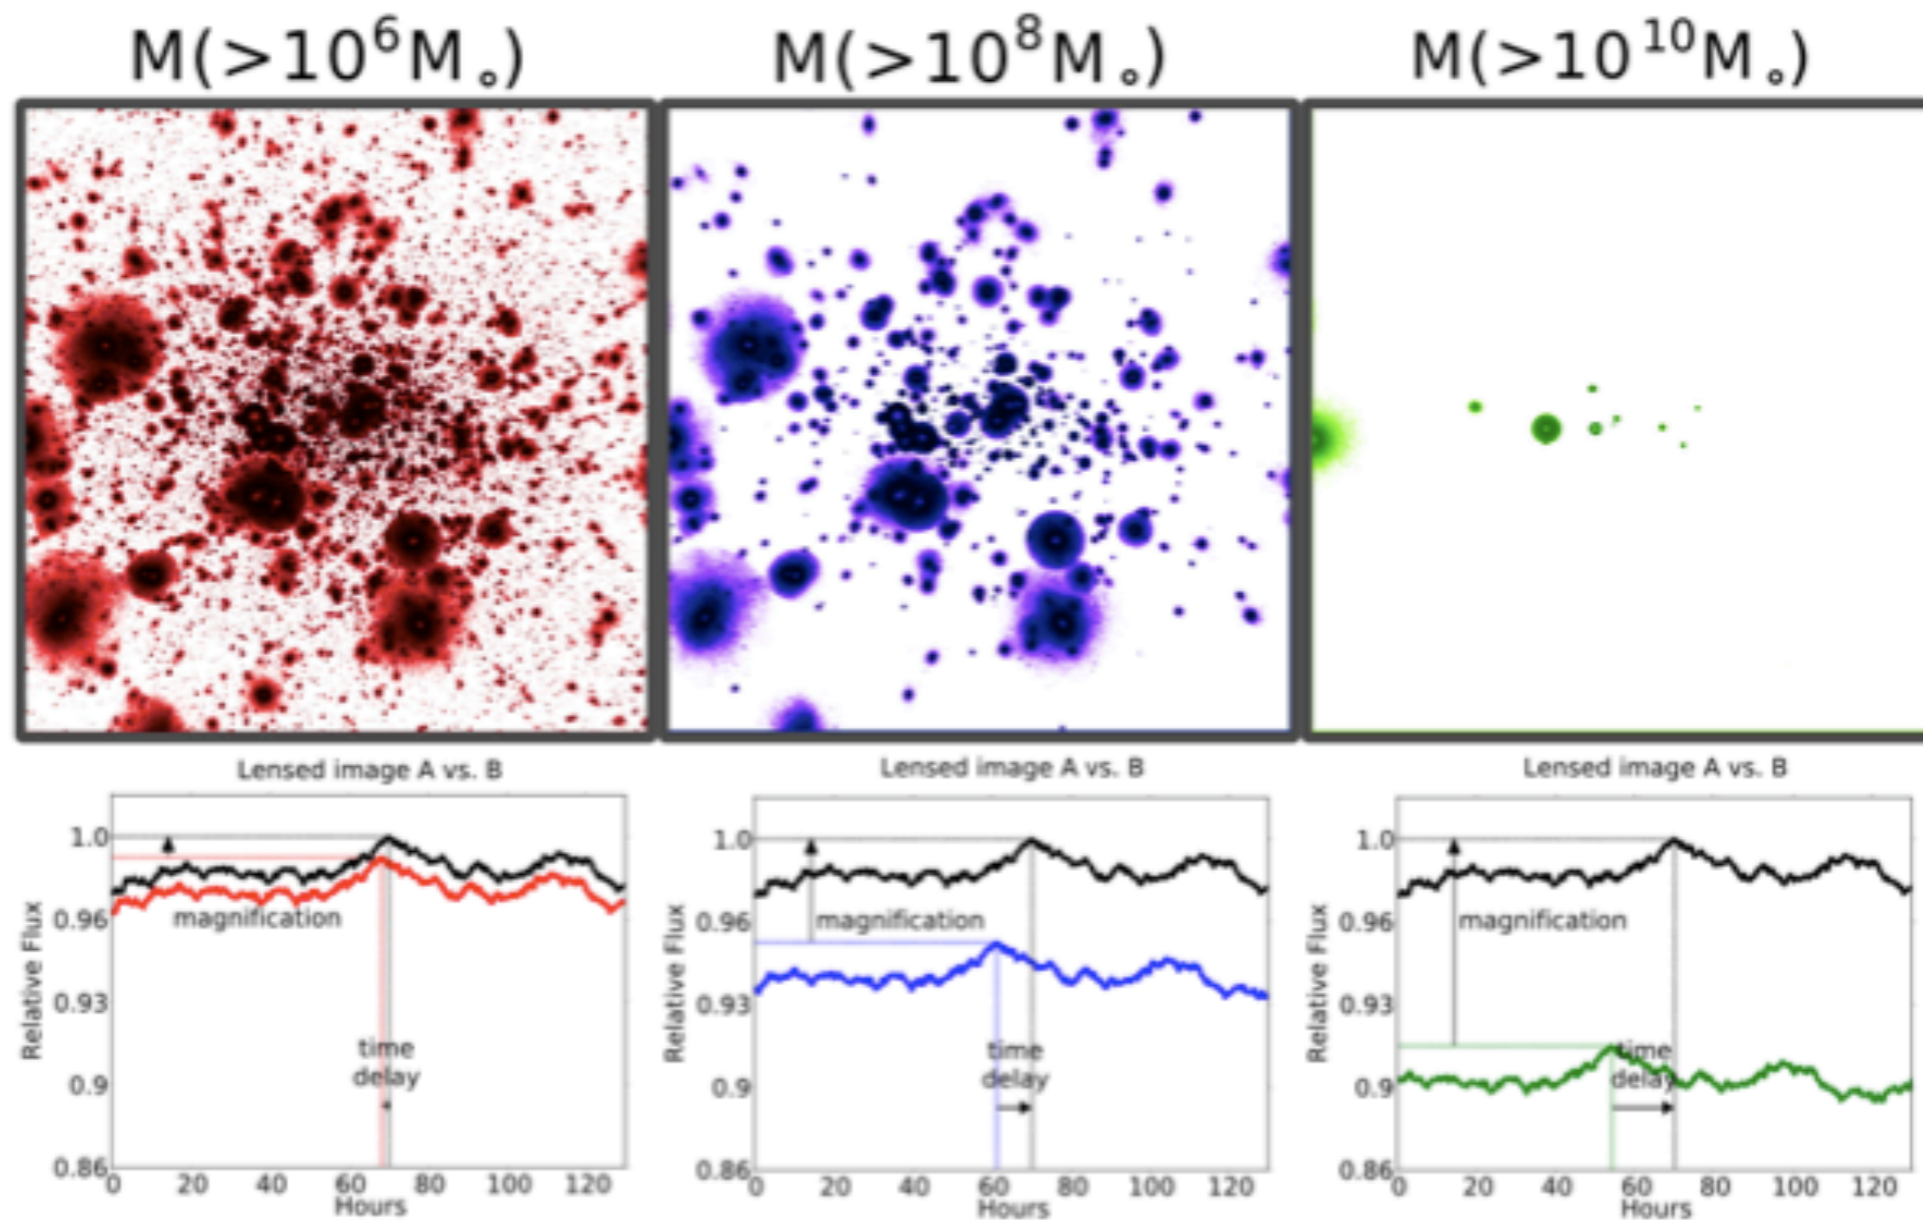 M(>10⁶M∘)
M(>10⁸M∘)
M(>10¹⁰M∘)
Lensed image A vs. B
1.0
0.96
0.93
0.9
0.86
Relative Flux
magnification
time
delay
0 20 40 60 80 100 120
Hours
Lensed image A vs. B
1.0
0.96
0.93
0.9
0.86
Relative Flux
magnification
time
delay
0 20 40 60 80 100 120
Hours
Lensed image A vs. B
1.0
0.96
0.93
0.9
0.86
Relative Flux
magnification
time
delay
0 20 40 60 80 100 120
Hours